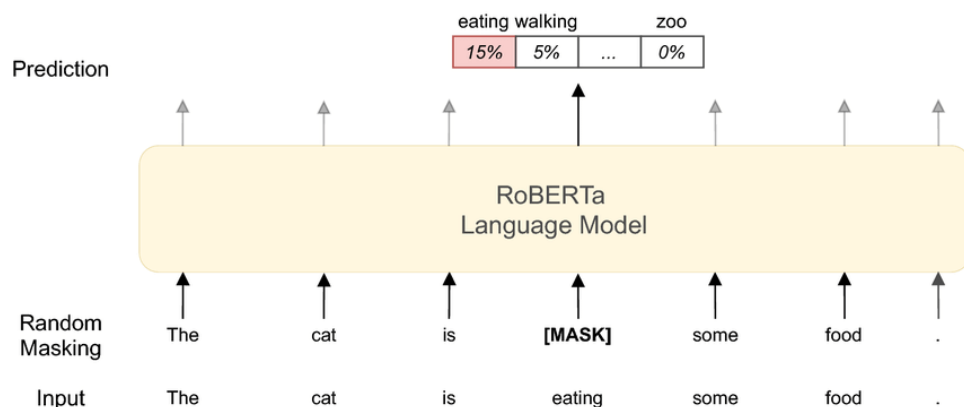 eating walking zoo
15% 5% ... 0%
Prediction
RoBERTa
Language Model
Random
Masking
The cat is [MASK] some food .
Input The cat is eating some food .